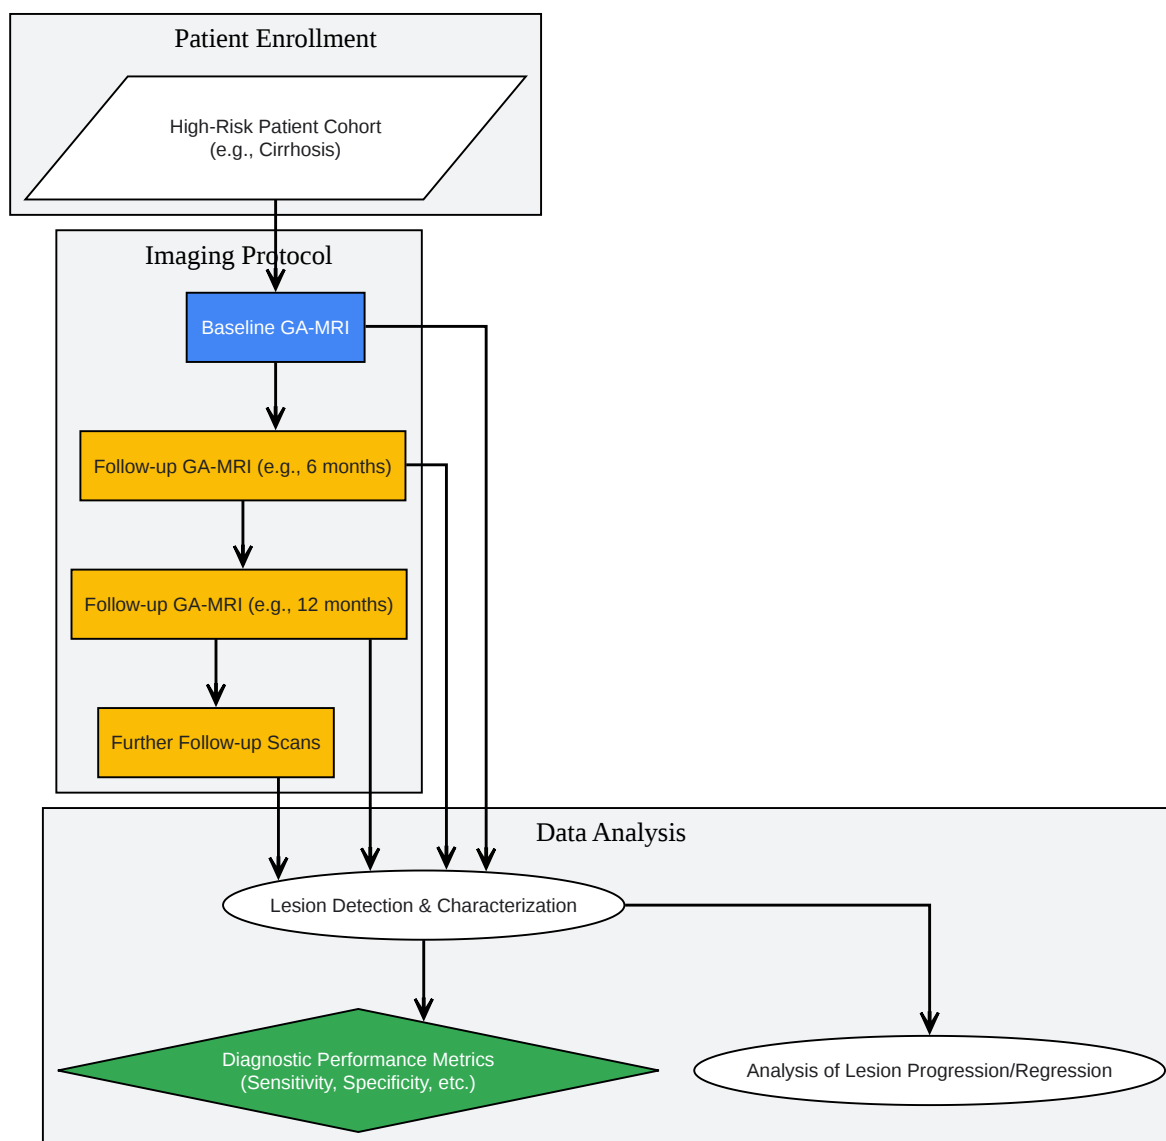 Patient Enrollment
High-Risk Patient Cohort
(e.g., Cirrhosis)
Imaging Protocol
Baseline GA-MRI
Follow-up GA-MRI (e.g., 6 months)
Follow-up GA-MRI (e.g., 12 months)
Further Follow-up Scans
Data Analysis
Lesion Detection & Characterization
Diagnostic Performance Metrics
(Sensitivity, Specificity, etc.)
Analysis of Lesion Progression/Regression